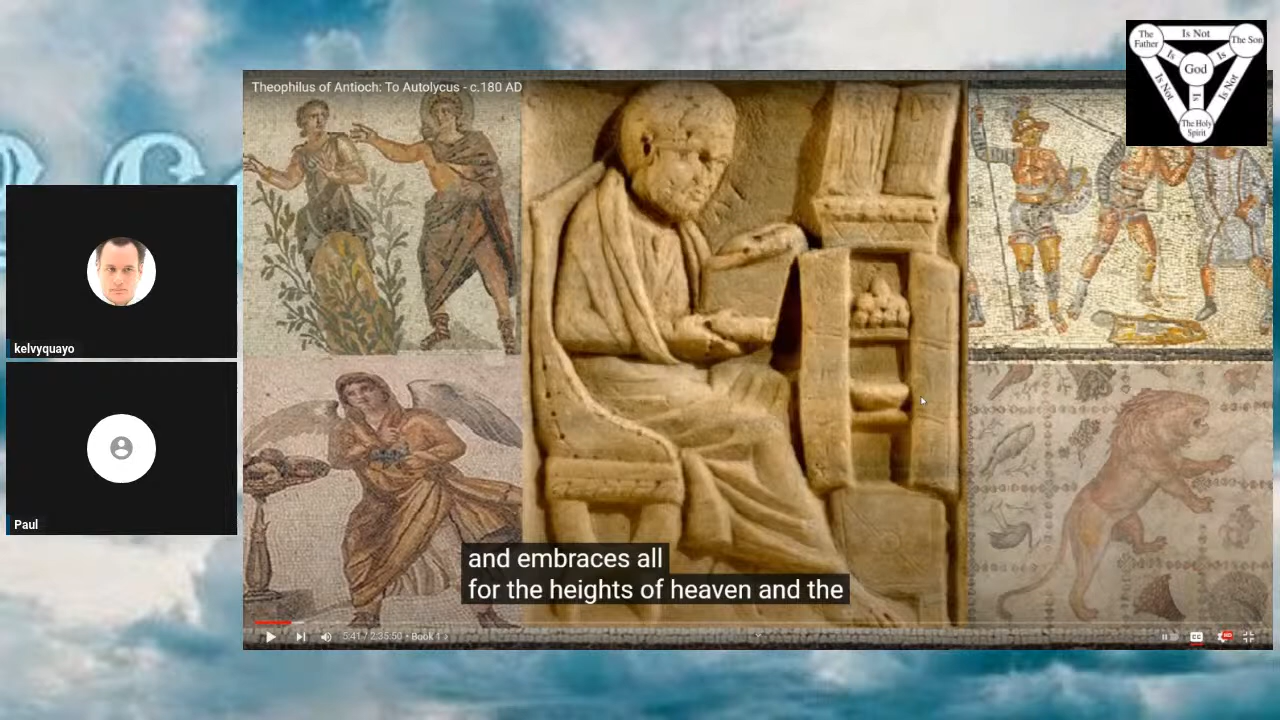 Theophilus of Antioch: To Autolycus - c.180 AD
The Father
Is Not
The Son
Is
Is
God
Is Not
Is
Is Not
The Holy Spirit
kelvyquayo
Paul
and embraces all
for the heights of heaven and the
5:41 / 2:35:50 • Book 1 ›
CC
HD